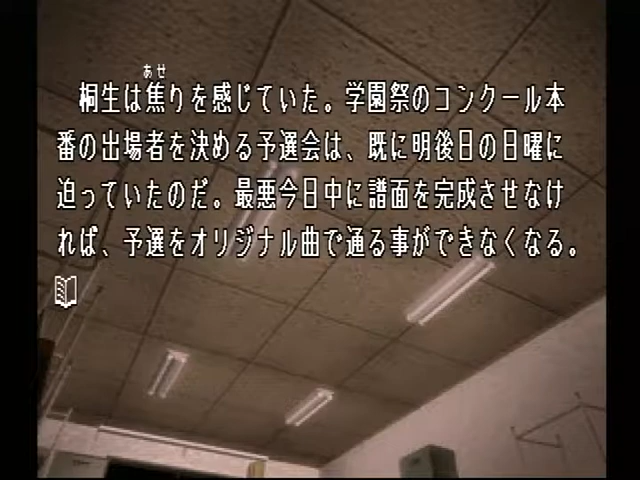 あせ
桐生は焦りを感じていた。学園祭のコンクール本
番の出場者を決める予選会は、既に明後日の日曜に
迫っていたのだ。最悪今日中に譜面を完成させなけ
れば、予選をオリジナル曲で通る事ができなくなる。